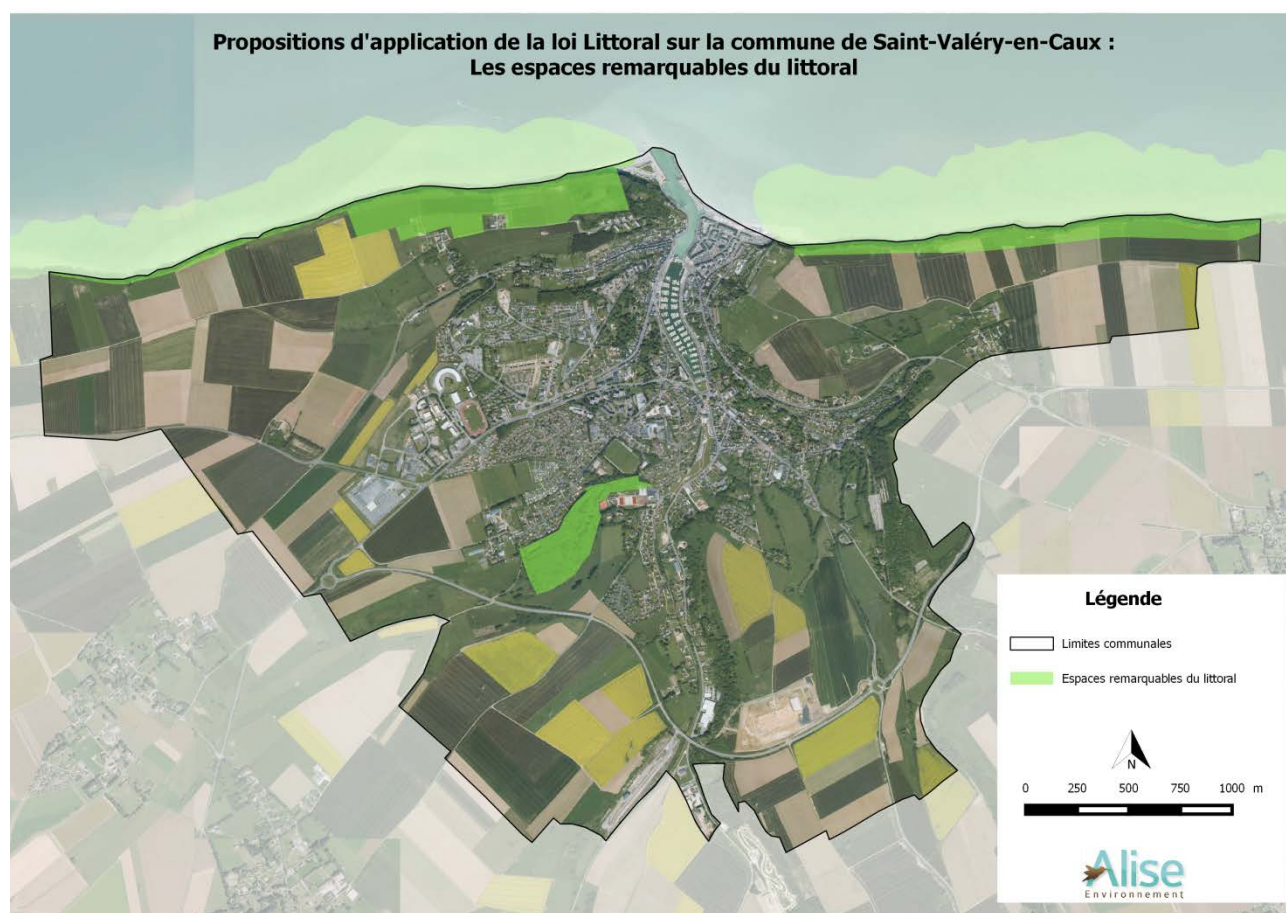 Propositions d'application de la loi Littoral sur la commune de Saint-Valéry-en-Caux :
Les espaces remarquables du littoral
Légende
Limites communales
Espaces remarquables du littoral
N
0 250 500 750 1000 m
Alise
Environnement